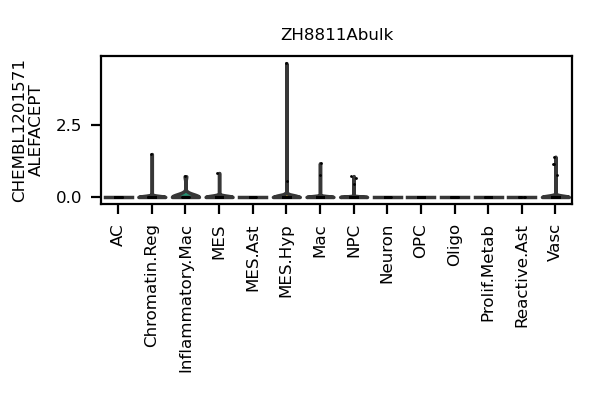 ZH8811Abulk
CHEMBL1201571
ALEFACEPT
2.5
0.0
AC
Chromatin.Reg
Inflammatory.Mac
MES
MES.Ast
MES.Hyp
Mac
NPC
Neuron
OPC
Oligo
Prolif.Metab
Reactive.Ast
Vasc